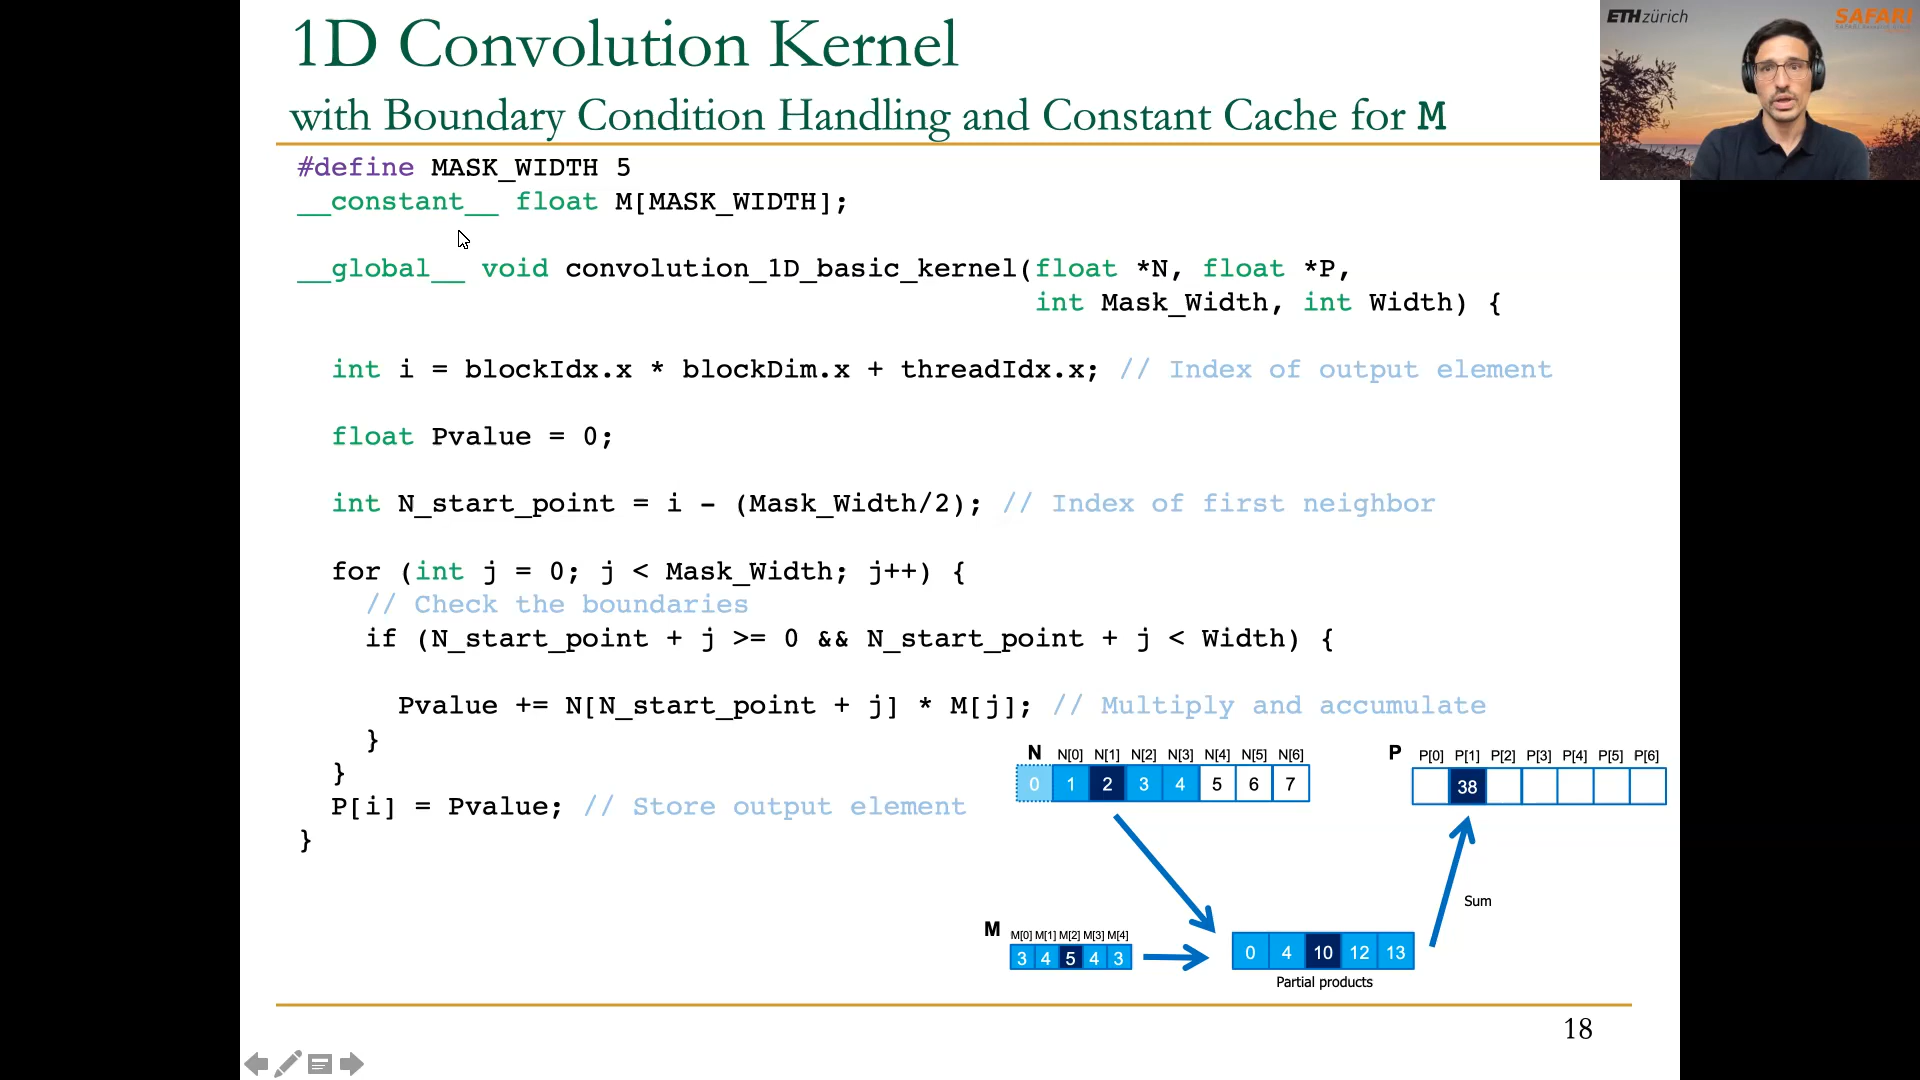 1D Convolution Kernel
with Boundary Condition Handling and Constant Cache for M
ETHzürich
SAFARI
#define MASK_WIDTH 5
__constant__ float M[MASK_WIDTH];
__global__ void convolution_1D_basic_kernel(float *N, float *P,
int Mask_Width, int Width) {
int i = blockIdx.x * blockDim.x + threadIdx.x; // Index of output element
float Pvalue = 0;
int N_start_point = i - (Mask_Width/2); // Index of first neighbor
for (int j = 0; j < Mask_Width; j++) {
// Check the boundaries
if (N_start_point + j >= 0 && N_start_point + j < Width) {
Pvalue += N[N_start_point + j] * M[j]; // Multiply and accumulate
}
}
P[i] = Pvalue; // Store output element
}
N N[0] N[1] N[2] N[3] N[4] N[5] N[6]
0 1 2 3 4 5 6 7
P P[0] P[1] P[2] P[3] P[4] P[5] P[6]
38
Sum
M M[0] M[1] M[2] M[3] M[4]
3 4 5 4 3
0 4 10 12 13
Partial products
18